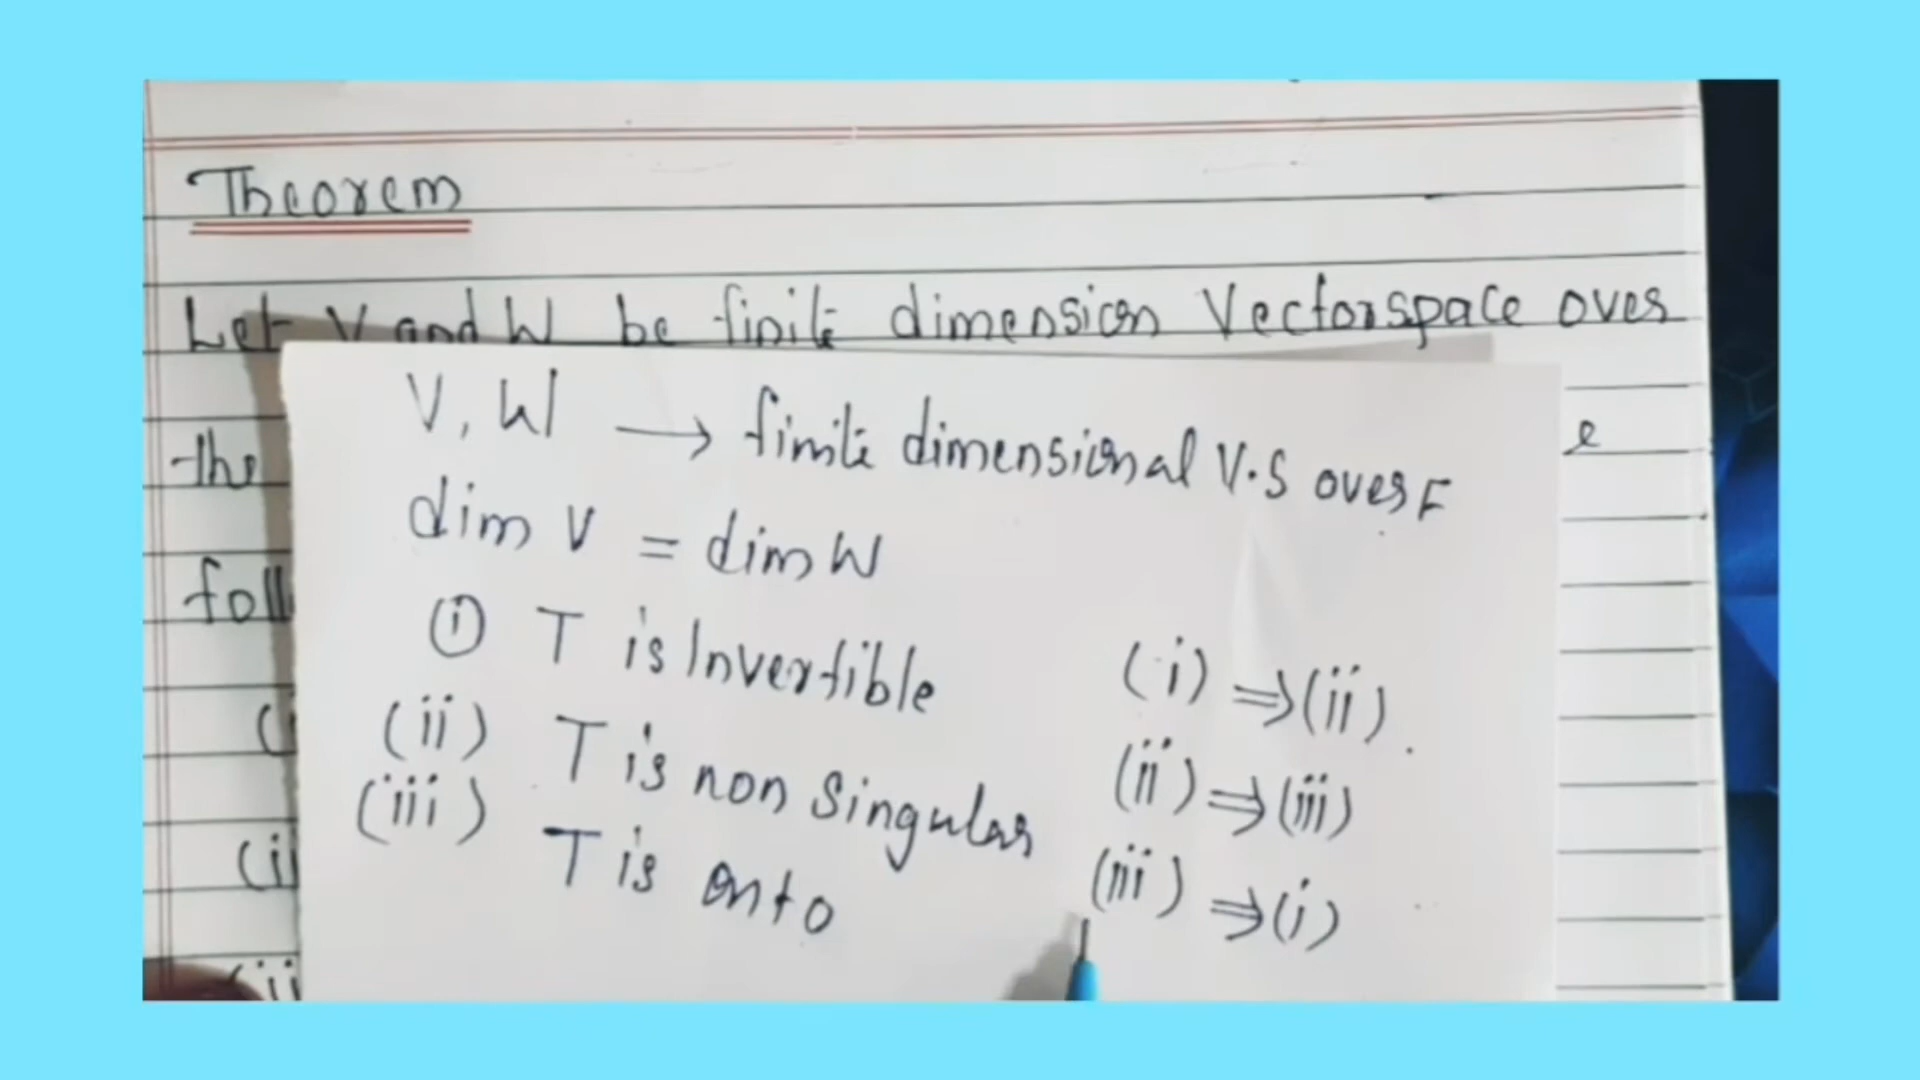 Theorem
Let V and W be finite dimension Vectorspace over
the
V, W → finite dimensional V.S over F
dim V = dim W
(i) T is Invertible
(i) ⇒ (ii).
(ii) T is non Singular
(ii) ⇒ (iii)
(iii) T is onto
(iii) ⇒ (i)